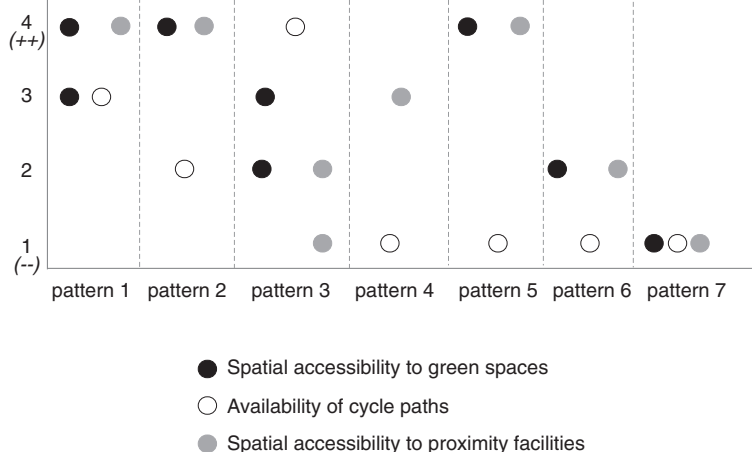 4
(++)
3
2
1
(--)
pattern 1 pattern 2 pattern 3 pattern 4 pattern 5 pattern 6 pattern 7
Spatial accessibility to green spaces
Availability of cycle paths
Spatial accessibility to proximity facilities